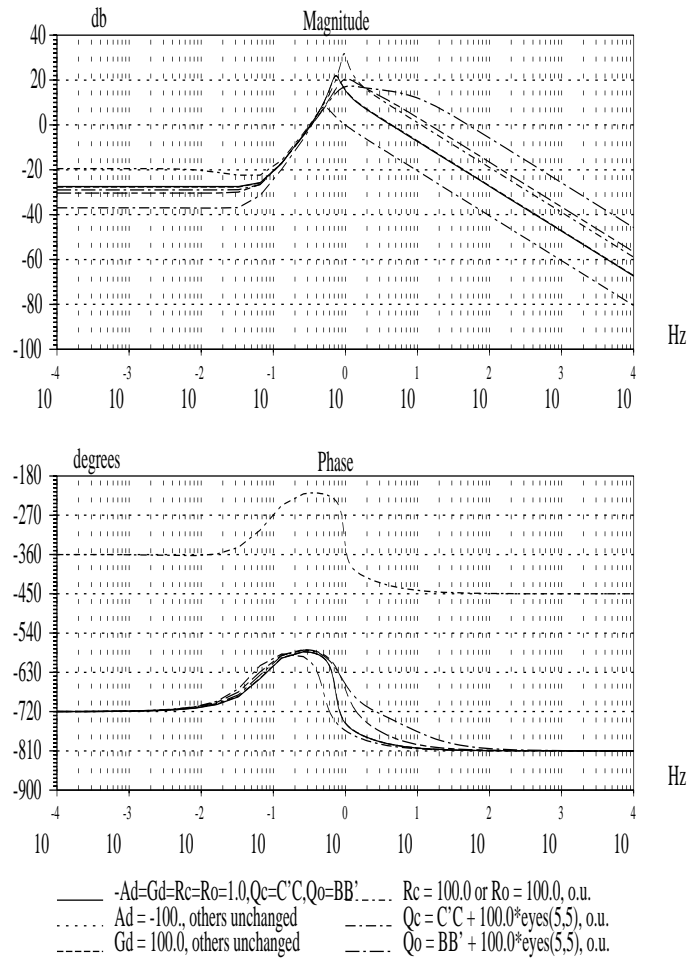 db Magnitude
40
20
0
-20
-40
-60
-80
-100
Hz
-4 -3 -2 -1 0 1 2 3 4
10 10 10 10 10 10 10 10 10
degrees Phase
-180
-270
-360
-450
-540
-630
-720
-810
-900
Hz
-4 -3 -2 -1 0 1 2 3 4
10 10 10 10 10 10 10 10 10
-Ad=Gd=Rc=Ro=1.0,Qc=C'C,Qo=BB' Rc = 100.0 or Ro = 100.0, o.u.
Ad = -100., others unchanged Qc = C'C + 100.0*eyes(5,5), o.u.
Gd = 100.0, others unchanged Qo = BB' + 100.0*eyes(5,5), o.u.